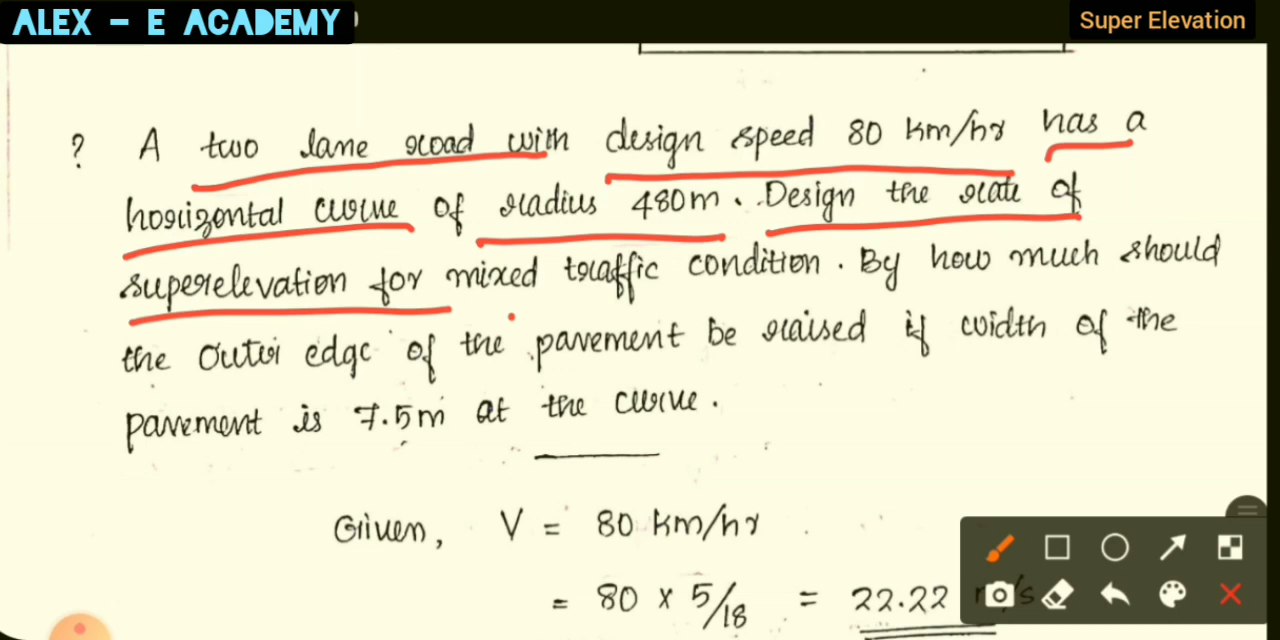 ALEX – E ACADEMY
Super Elevation
? A two lane road with design speed 80 km/hr has a
horizontal curve of radius 480m. Design the rate of
superelevation for mixed traffic condition. By how much should
the outer edge of the pavement be raised if width of the
pavement is 7.5m at the curve.
Given, V = 80 km/hr
= 80 x 5/18 = 22.22